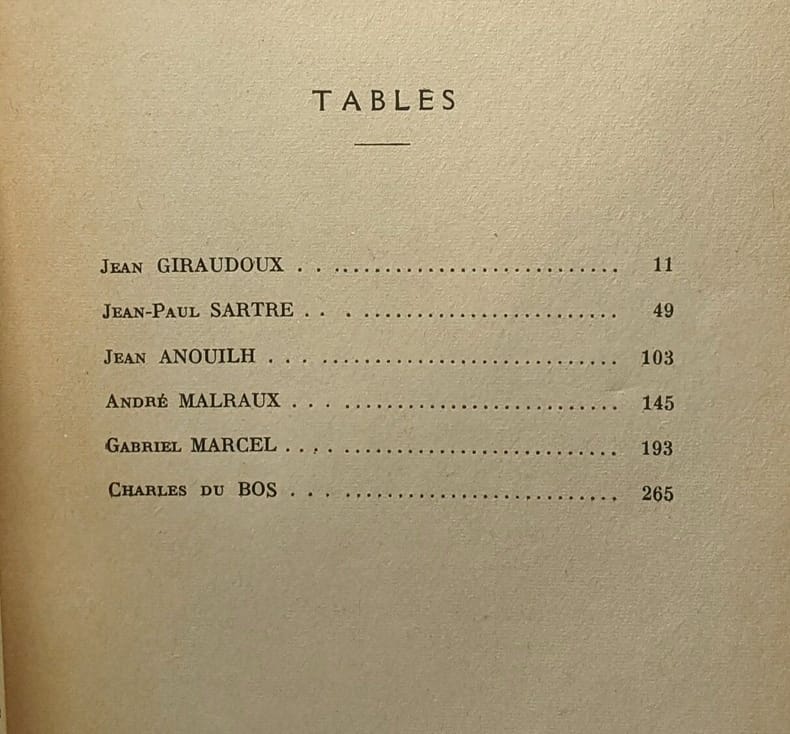 TABLES
Jean GIRAUDOUX . . ............................ 11
Jean-Paul SARTRE . . . .......................... 49
Jean ANOUILH . . . .............................. 103
André MALRAUX . . . ........................... 145
Gabriel MARCEL . . . . ........................... 193
Charles du BOS . . . ........................... 265